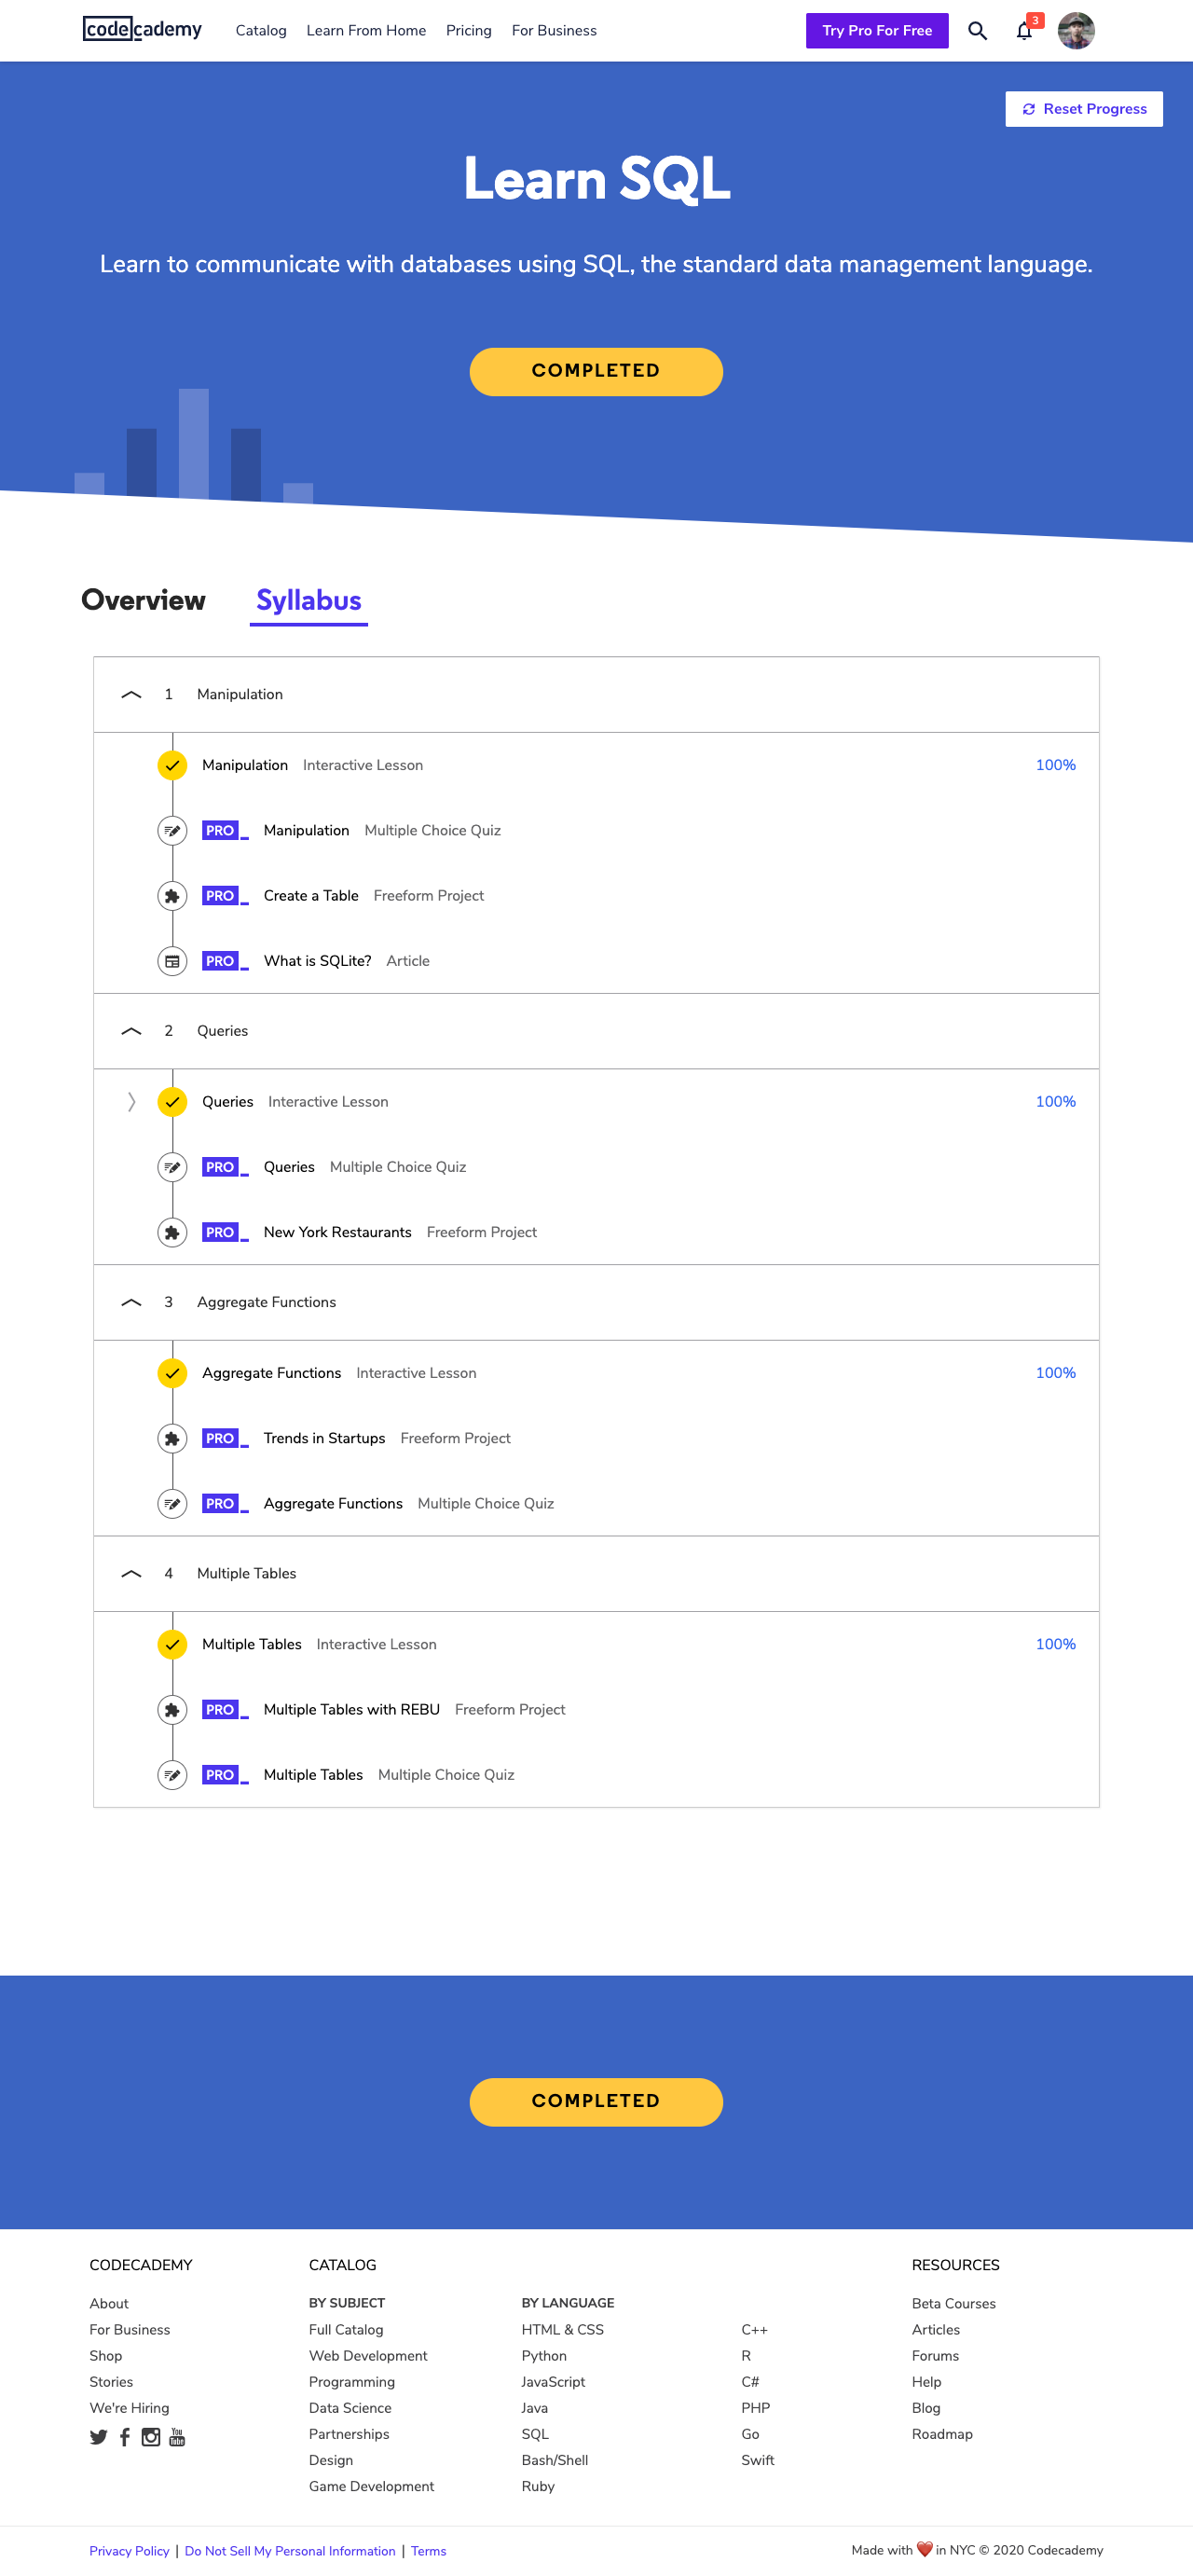 codecademy Catalog Learn From Home Pricing For Business Try Pro For Free 3
Reset Progress
Learn SQL
Learn to communicate with databases using SQL, the standard data management language.
COMPLETED
Overview Syllabus
1 Manipulation
Manipulation Interactive Lesson 100%
PRO Manipulation Multiple Choice Quiz
PRO Create a Table Freeform Project
PRO What is SQLite? Article
2 Queries
Queries Interactive Lesson 100%
PRO Queries Multiple Choice Quiz
PRO New York Restaurants Freeform Project
3 Aggregate Functions
Aggregate Functions Interactive Lesson 100%
PRO Trends in Startups Freeform Project
PRO Aggregate Functions Multiple Choice Quiz
4 Multiple Tables
Multiple Tables Interactive Lesson 100%
PRO Multiple Tables with REBU Freeform Project
PRO Multiple Tables Multiple Choice Quiz
COMPLETED
CODECADEMY
About
For Business
Shop
Stories
We're Hiring
You Tube
CATALOG
BY SUBJECT
Full Catalog
Web Development
Programming
Data Science
Partnerships
Design
Game Development
BY LANGUAGE
HTML & CSS
Python
JavaScript
Java
SQL
Bash/Shell
Ruby
C++
R
C#
PHP
Go
Swift
RESOURCES
Beta Courses
Articles
Forums
Help
Blog
Roadmap
Privacy Policy | Do Not Sell My Personal Information | Terms
Made with ❤️ in NYC © 2020 Codecademy